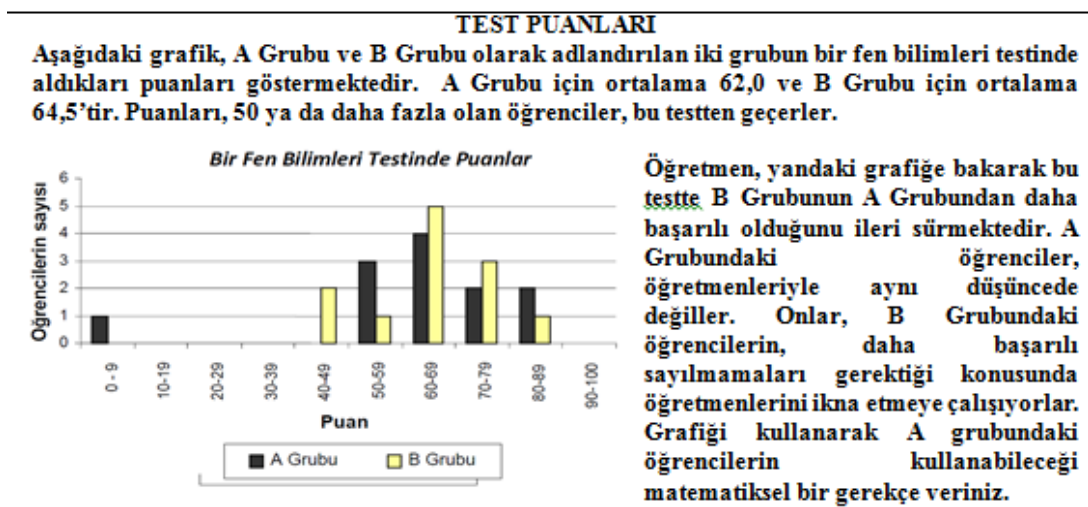 TEST PUANLARI
Aşağıdaki grafik, A Grubu ve B Grubu olarak adlandırılan iki grubun bir fen bilimleri testinde
aldıkları puanları göstermektedir. A Grubu için ortalama 62,0 ve B Grubu için ortalama
64,5’tir. Puanları, 50 ya da daha fazla olan öğrenciler, bu testten geçerler.
Bir Fen Bilimleri Testinde Puanlar
Öğrencilerin sayısı
6
5
4
3
2
1
0
0 - 9
10-19
20-29
30-39
40-49
50-59
60-69
70-79
80-89
90-100
Puan
A Grubu
B Grubu
Öğretmen, yandaki grafiğe bakarak bu
testte B Grubunun A Grubundan daha
başarılı olduğunu ileri sürmektedir. A
Grubundaki öğrenciler,
öğretmenleriyle aynı düşüncede
değiller. Onlar, B Grubundaki
öğrencilerin, daha başarılı
sayılmamaları gerektiği konusunda
öğretmenlerini ikna etmeye çalışıyorlar.
Grafiği kullanarak A grubundaki
öğrencilerin kullanabileceği
matematiksel bir gerekçe veriniz.